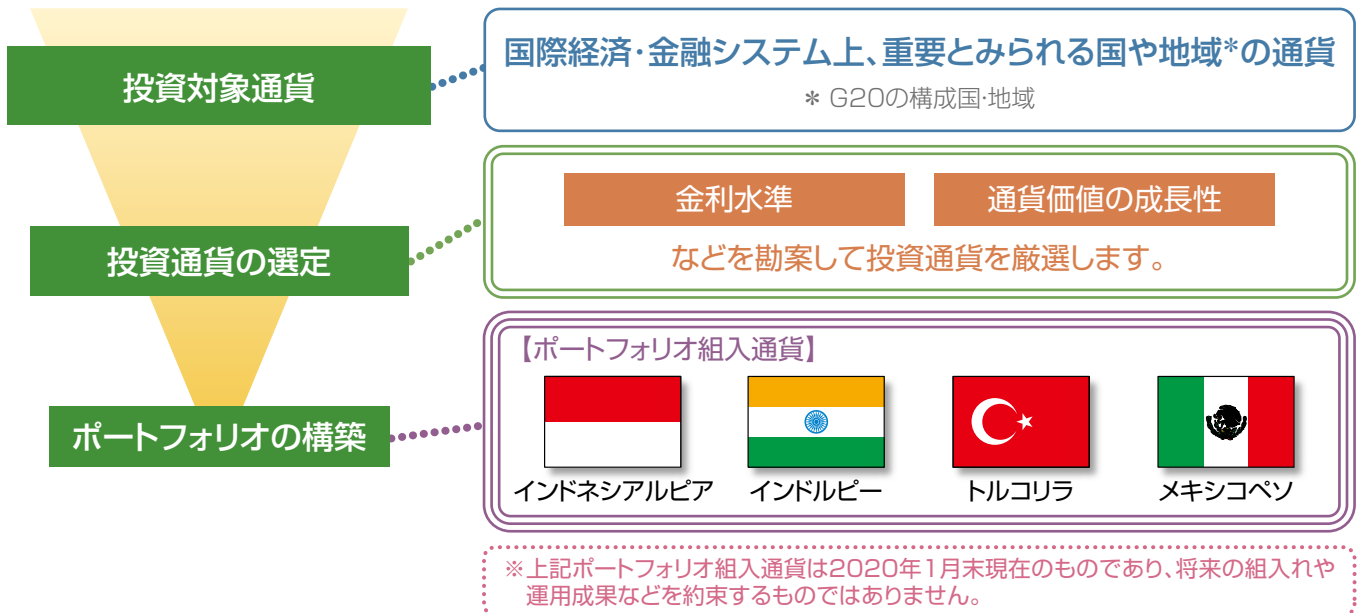 投資対象通貨
国際経済・金融システム上、重要とみられる国や地域*の通貨
* G20の構成国・地域
投資通貨の選定
金利水準
通貨価値の成長性
などを勘案して投資通貨を厳選します。
ポートフォリオの構築
【ポートフォリオ組入通貨】
インドネシアルピア
インドルピー
トルコリラ
メキシコペソ
※上記ポートフォリオ組入通貨は2020年1月末現在のものであり、将来の組入れや
運用成果などを約束するものではありません。